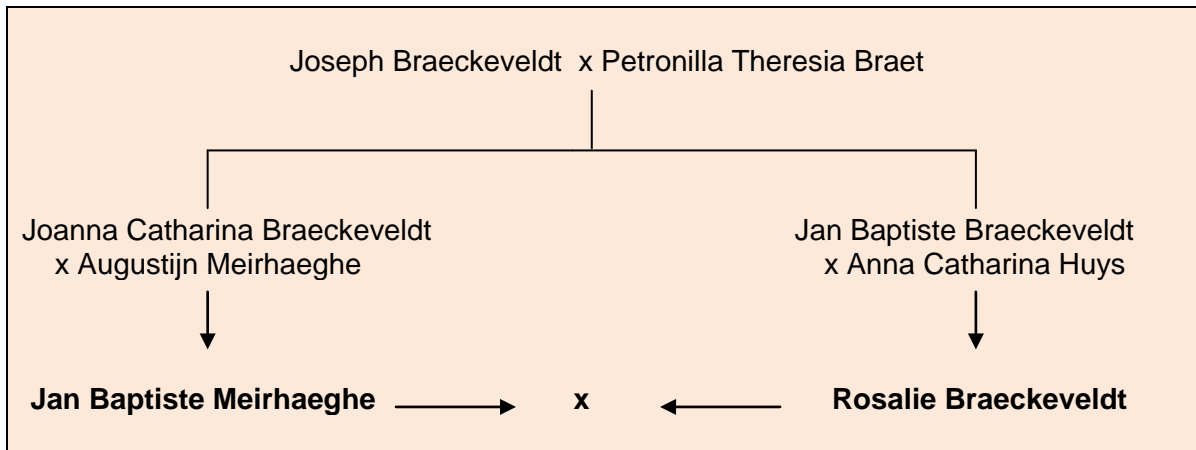 Joseph Braeckeveldt x Petronilla Theresia Braet
Joanna Catharina Braeckeveldt
x Augustijn Meirhaeghe
Jan Baptiste Braeckeveldt
x Anna Catharina Huys
Jan Baptiste Meirhaeghe x Rosalie Braeckeveldt